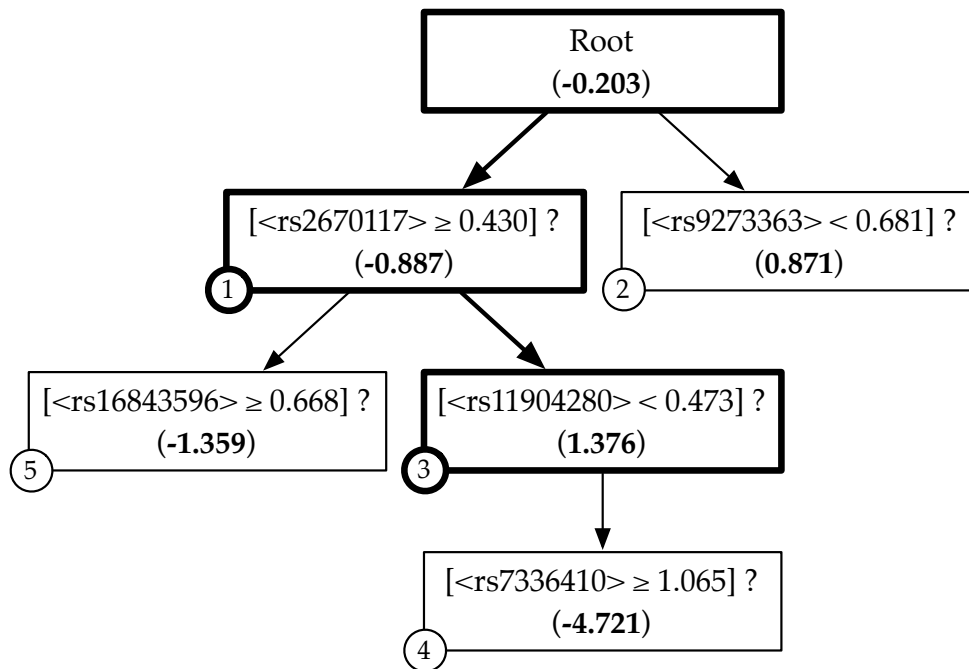 Root
(-0.203)
[<rs2670117> ≥ 0.430] ?
(-0.887)
1
[<rs9273363> < 0.681] ?
(0.871)
2
[<rs16843596> ≥ 0.668] ?
(-1.359)
5
[<rs11904280> < 0.473] ?
(1.376)
3
[<rs7336410> ≥ 1.065] ?
(-4.721)
4